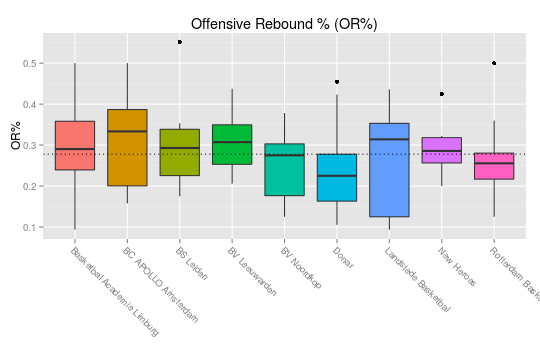 Offensive Rebound % (OR%)
OR%
0.5
0.4
0.3
0.2
0.1
Basketbal Academie Limburg
BC APOLLO Amsterdam
BS Leiden
BV Leeuwarden
BV Noordkop
Donar
Landstede Basketbal
New Heroes
Rotterdam Bask